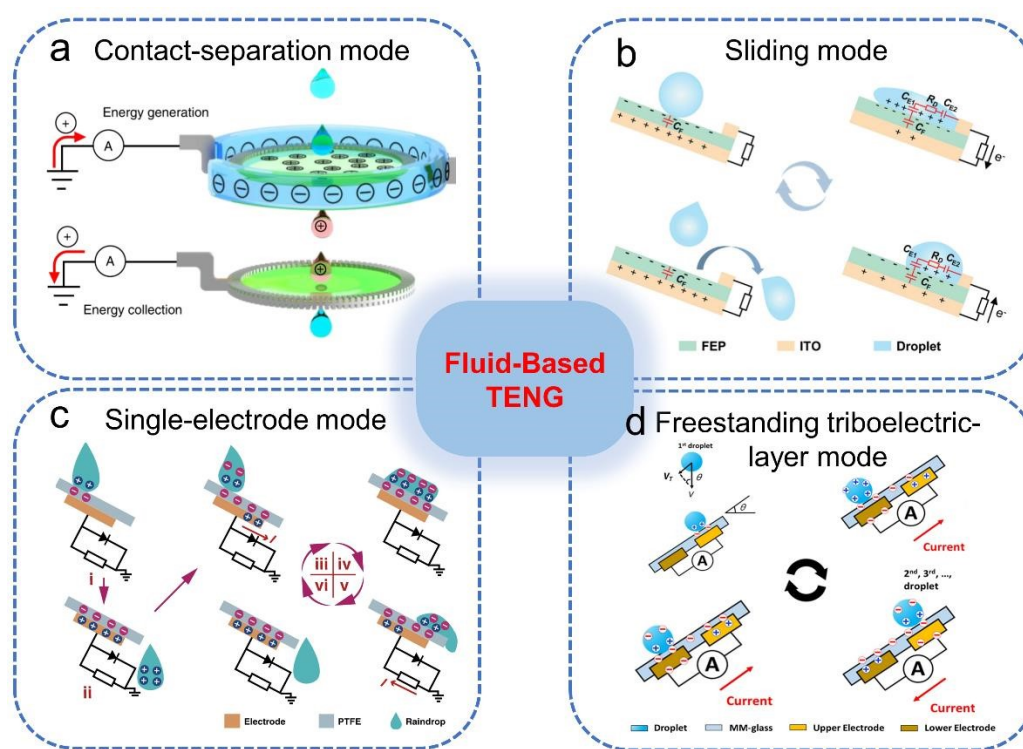 a Contact-separation mode
Energy generation
+
A
+
A
Energy collection
b Sliding mode
C_F
C_E1 R_D C_E2
C_F
e-
C_F
C_E1 R_D C_E2
C_F
e-
FEP ITO Droplet
Fluid-Based
TENG
c Single-electrode mode
I
i
iii iv
vi v
ii
I
Electrode PTFE Raindrop
d Freestanding triboelectric-
layer mode
1st droplet
V_T θ
V
θ
A
A
Current
2nd, 3rd, ...,
droplet
A
Current
A
Current
Droplet MM-glass Upper Electrode Lower Electrode